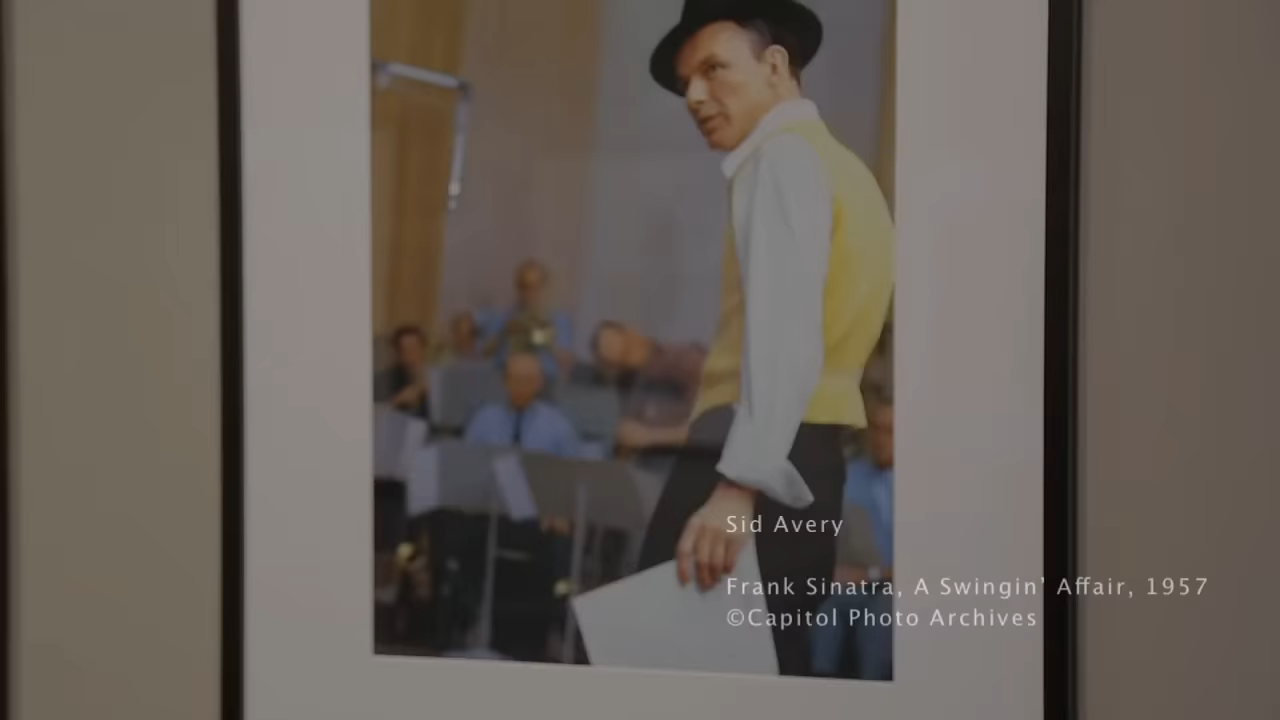 Sid Avery
Frank Sinatra, A Swingin’ Affair, 1957
©Capitol Photo Archives